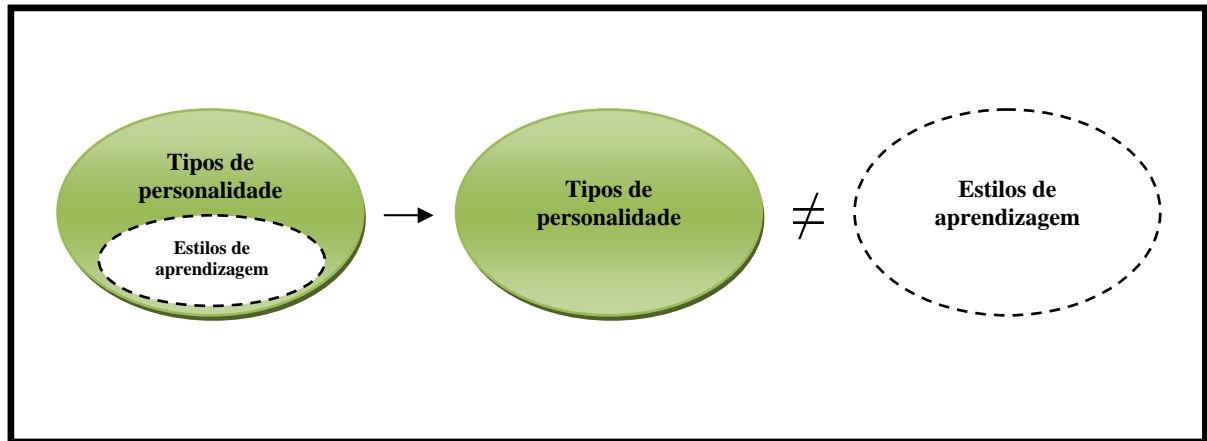 Tipos de
personalidade
Estilos de
aprendizagem
Tipos de
personalidade
≠
Estilos de
aprendizagem